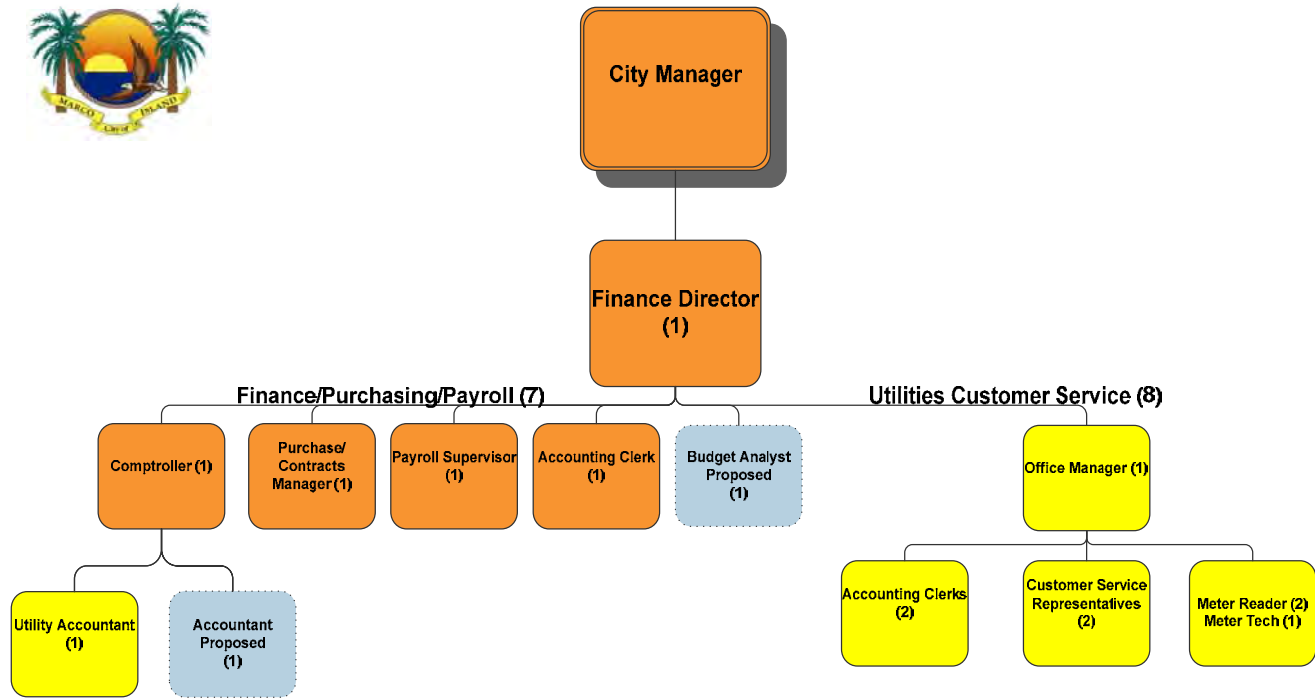 MARCO
City of
ISLAND
City Manager
Finance Director
(1)
Finance/Purchasing/Payroll (7)
Utilities Customer Service (8)
Comptroller (1)
Purchase/
Contracts
Manager (1)
Payroll Supervisor
(1)
Accounting Clerk
(1)
Budget Analyst
Proposed
(1)
Office Manager (1)
Utility Accountant
(1)
Accountant
Proposed
(1)
Accounting Clerks
(2)
Customer Service
Representatives
(2)
Meter Reader (2)
Meter Tech (1)